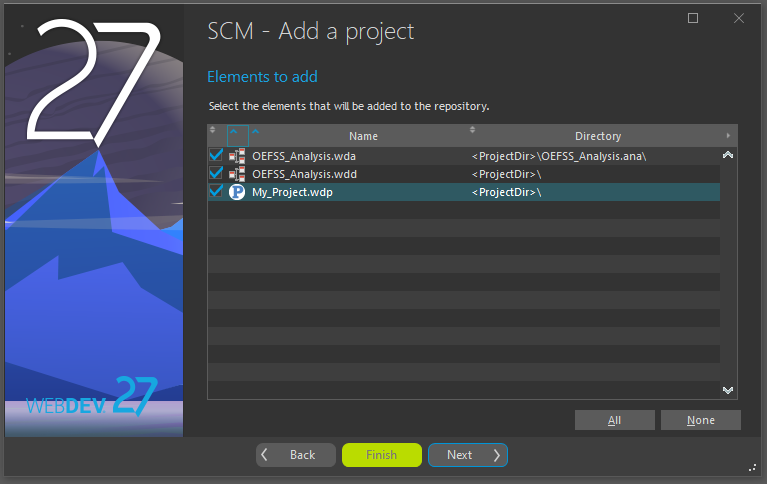 27
SCM - Add a project
Elements to add
Select the elements that will be added to the repository.
Name Directory
OEFSS_Analysis.wda <ProjectDir>\OEFSS_Analysis.ana\
OEFSS_Analysis.wdd <ProjectDir>\
P My_Project.wdp <ProjectDir>\
WEBDEV 27
All None
Back Finish Next